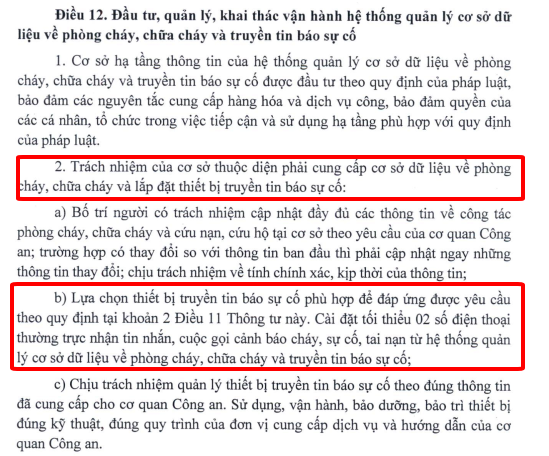 Điều 12. Đầu tư, quản lý, khai thác vận hành hệ thống quản lý cơ sở dữ
liệu về phòng cháy, chữa cháy và truyền tin báo sự cố
1. Cơ sở hạ tầng thông tin của hệ thống quản lý cơ sở dữ liệu về phòng
cháy, chữa cháy và truyền tin báo sự cố được đầu tư theo quy định của pháp luật,
bảo đảm các nguyên tắc cung cấp hàng hóa và dịch vụ công, bảo đảm quyền của
các cá nhân, tổ chức trong việc tiếp cận và sử dụng hạ tầng phù hợp với quy định
của pháp luật.
2. Trách nhiệm của cơ sở thuộc diện phải cung cấp cơ sở dữ liệu về phòng
cháy, chữa cháy và lắp đặt thiết bị truyền tin báo sự cố:
a) Bố trí người có trách nhiệm cập nhật đầy đủ các thông tin về công tác
phòng cháy, chữa cháy và cứu nạn, cứu hộ tại cơ sở theo yêu cầu của cơ quan Công
an; trường hợp có thay đổi so với thông tin ban đầu thì phải cập nhật ngay những
thông tin thay đổi; chịu trách nhiệm về tính chính xác, kịp thời của thông tin;
b) Lựa chọn thiết bị truyền tin báo sự cố phù hợp để đáp ứng được yêu cầu
theo quy định tại khoản 2 Điều 11 Thông tư này. Cài đặt tối thiểu 02 số điện thoại
thường trực nhận tin nhắn, cuộc gọi cảnh báo cháy, sự cố, tai nạn từ hệ thống quản
lý cơ sở dữ liệu về phòng cháy, chữa cháy và truyền tin báo sự cố;
c) Chịu trách nhiệm quản lý thiết bị truyền tin báo sự cố theo đúng thông tin
đã cung cấp cho cơ quan Công an. Sử dụng, vận hành, bảo dưỡng, bảo trì thiết bị
đúng kỹ thuật, đúng quy trình của đơn vị cung cấp dịch vụ và hướng dẫn của cơ
quan Công an.